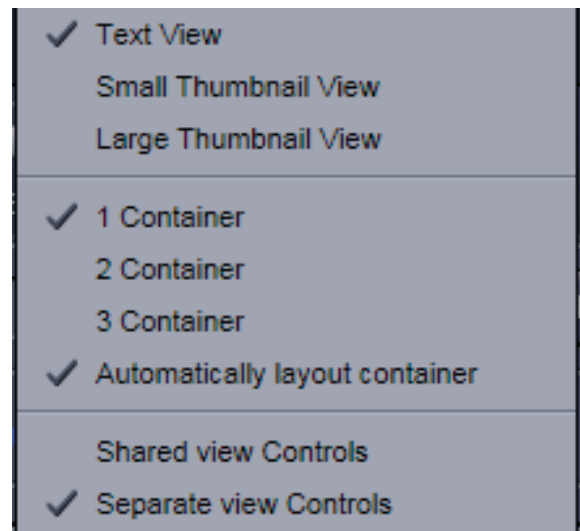 Text View
Small Thumbnail View
Large Thumbnail View
1 Container
2 Container
3 Container
Automatically layout container
Shared view Controls
Separate view Controls